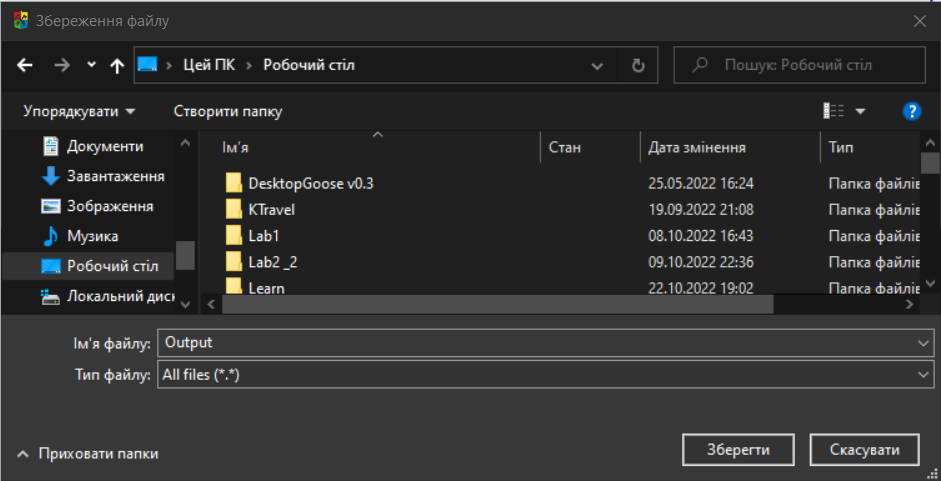 Збереження файлу
Цей ПК › Робочий стіл
Пошук: Робочий стіл
Упорядкувати
Створити папку
?
Документи
Завантаження
Зображення
Музика
Робочий стіл
Локальний диск
Ім'я Стан Дата змінення Тип
DesktopGoose v0.3 25.05.2022 16:24 Папка файлів
KTravel 19.09.2022 21:08 Папка файлів
Lab1 08.10.2022 16:43 Папка файлів
Lab2 _2 09.10.2022 22:36 Папка файлів
Learn 22.10.2022 19:02 Папка файлів
Ім'я файлу: Output
Тип файлу: All files (*.*)
Приховати папки
Зберегти
Скасувати